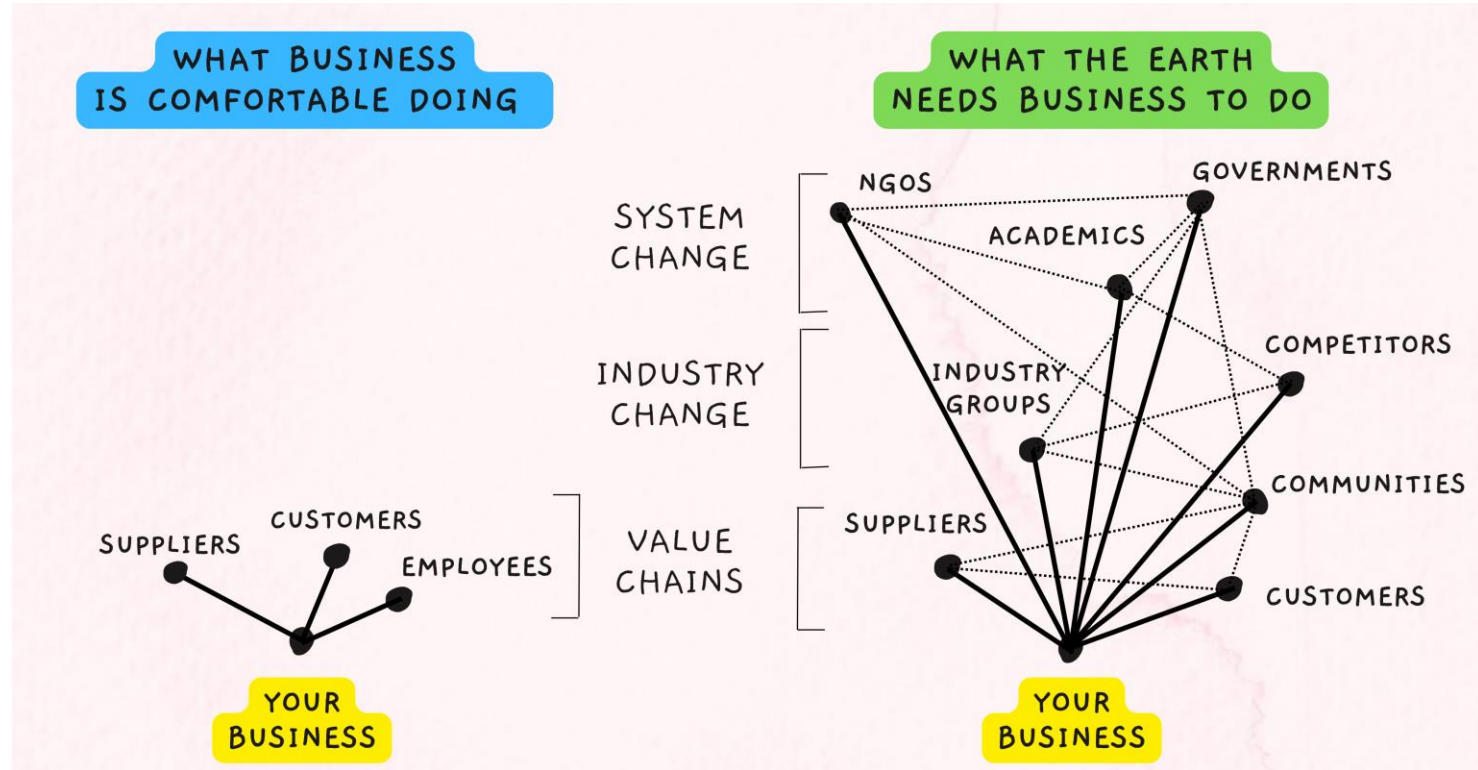 WHAT BUSINESS
IS COMFORTABLE DOING
SUPPLIERS
CUSTOMERS
EMPLOYEES
YOUR
BUSINESS
SYSTEM
CHANGE
INDUSTRY
CHANGE
VALUE
CHAINS
WHAT THE EARTH
NEEDS BUSINESS TO DO
NGOS
GOVERNMENTS
ACADEMICS
COMPETITORS
INDUSTRY
GROUPS
COMMUNITIES
SUPPLIERS
CUSTOMERS
YOUR
BUSINESS